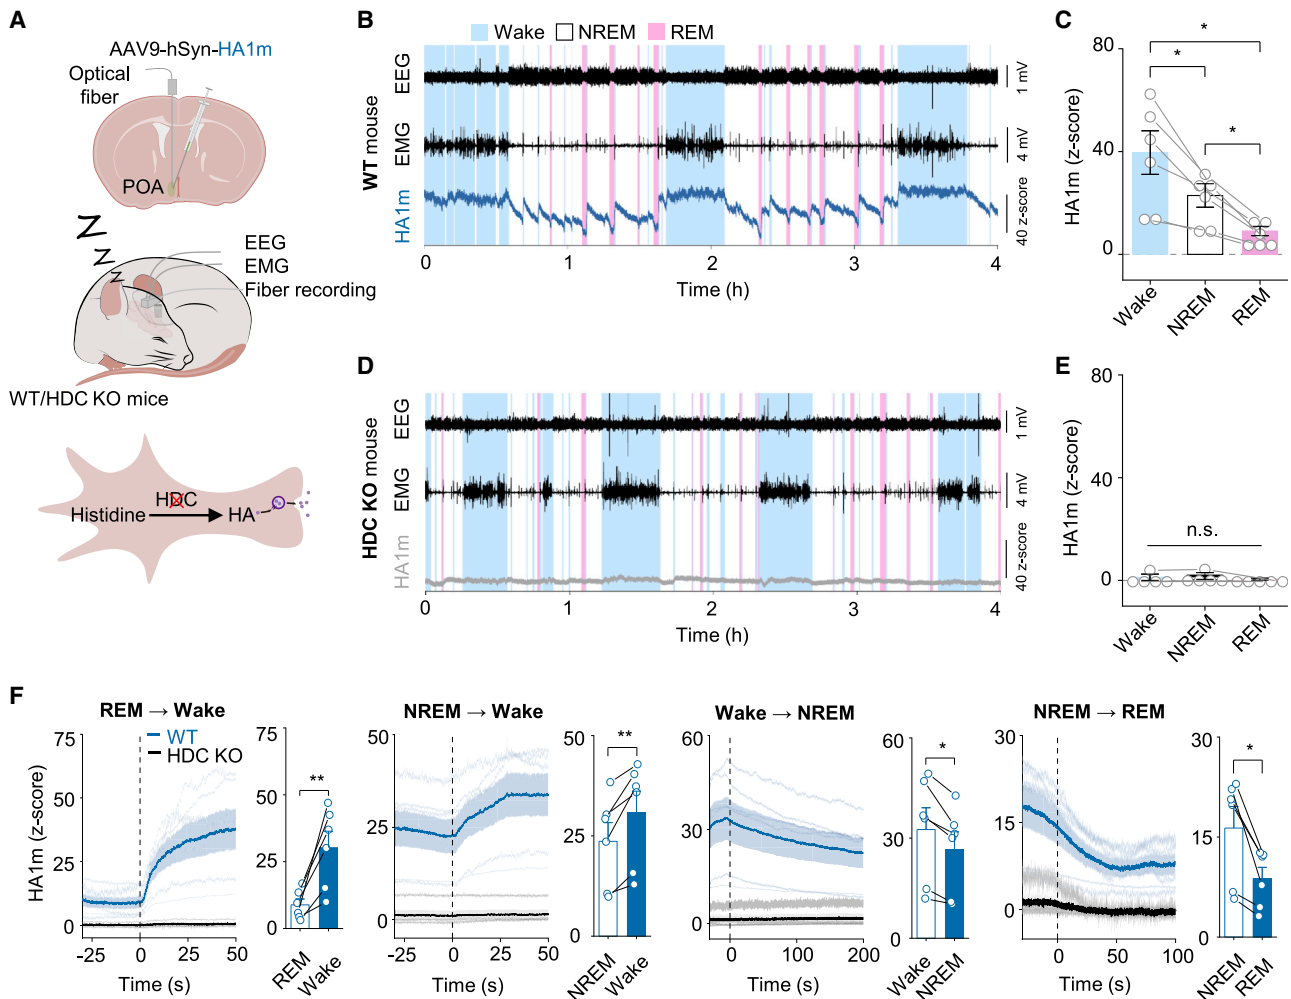 A
AAV9-hSyn-HA1m
Optical
fiber
POA
Z
Z
Z
EEG
EMG
Fiber recording
WT/HDC KO mice
HDC
Histidine
HA
B
Wake NREM REM
WT mouse
EEG
EMG
HA1m
1 mV
4 mV
40 z-score
0 1 2 3 4
Time (h)
C
HA1m (z-score)
80
40
0
*
*
*
Wake NREM REM
D
HDC KO mouse
EEG
EMG
HA1m
1 mV
4 mV
40 z-score
0 1 2 3 4
Time (h)
E
HA1m (z-score)
80
40
0
n.s.
Wake NREM REM
F
REM → Wake
WT
HDC KO
HA1m (z-score)
75
50
25
0
-25 0 25 50
Time (s)
75
50
25
0
**
REM Wake
NREM → Wake
50
25
0
-25 0 25 50
Time (s)
50
25
0
**
NREM Wake
Wake → NREM
60
30
0
0 100 200
Time (s)
60
30
0
*
Wake NREM
NREM → REM
30
15
0
0 50 100
Time (s)
30
15
0
*
NREM REM